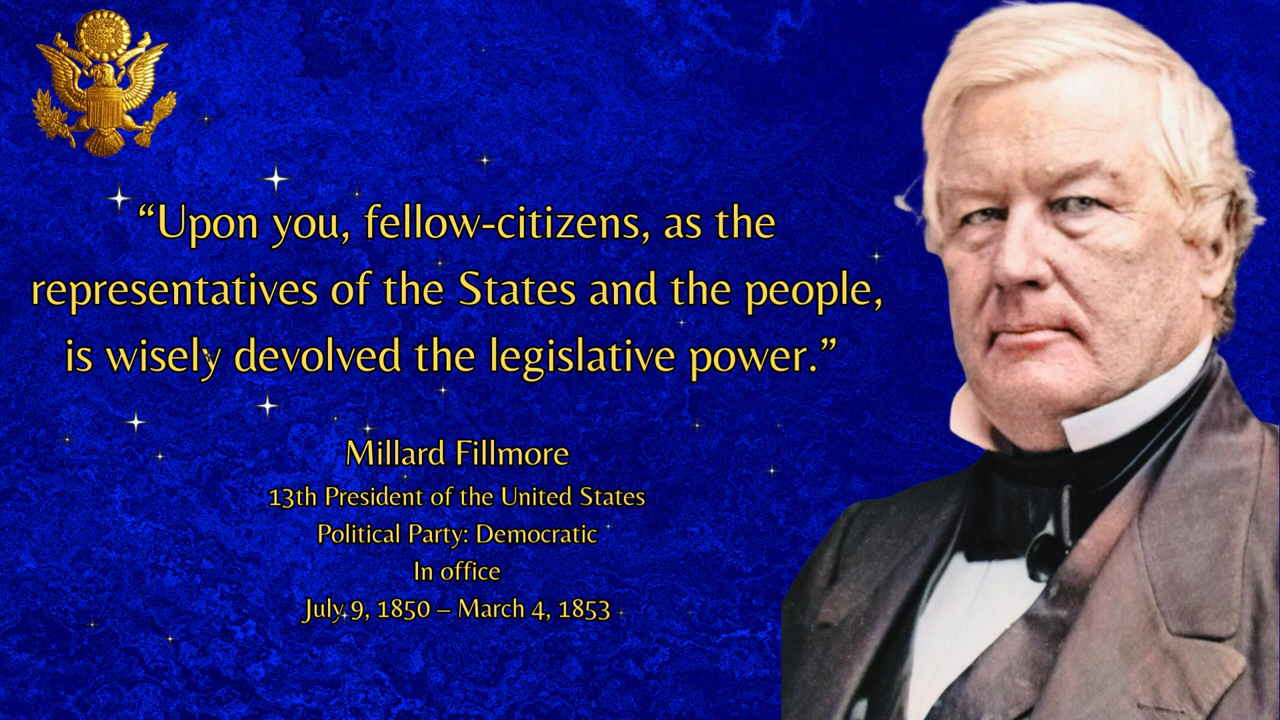 “Upon you, fellow-citizens, as the
representatives of the States and the people,
is wisely devolved the legislative power.”
Millard Fillmore
13th President of the United States
Political Party: Democratic
In office
July 9, 1850 – March 4, 1853